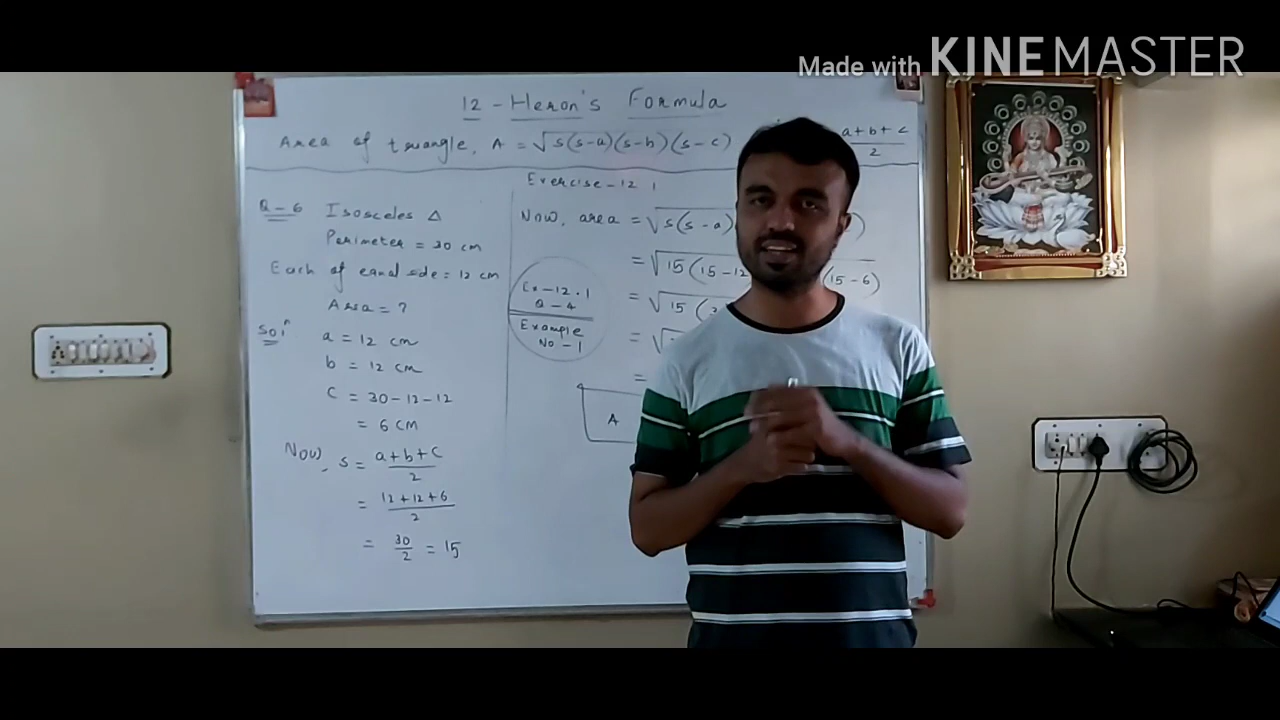 Made with KINEMASTER
12 - Heron's Formula
Area of triangle, A = √s(s-a)(s-b)(s-c)
a+b+c
2
Exercise-12.1
Q-6 Isosceles △
Perimeter = 30 cm
Each of equal side = 12 cm
Area = ?
Solⁿ
a = 12 cm
b = 12 cm
C = 30-12-12
= 6 cm
Now, s = a+b+c
2
= 12+12+6
2
= 30/2 = 15
Now, area = √s(s-a)
= √15(15-12 (15-6)
= √15(
= √
=
Ex-12.1
Q-4
Example
No-1
A